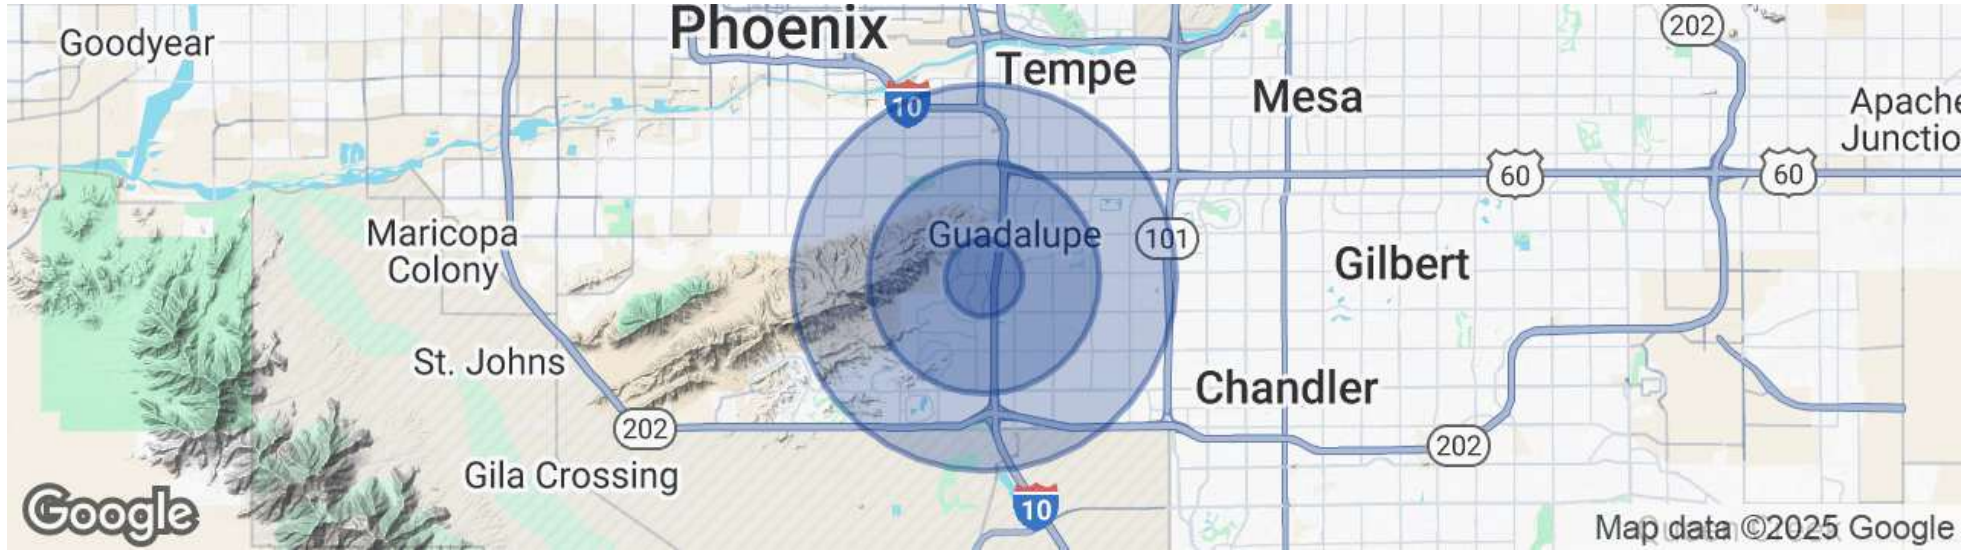 Phoenix
202
Goodyear
Tempe
Mesa
10
Apache
Junctio
60
60
Maricopa
Colony
Guadalupe
101
Gilbert
St. Johns
Chandler
202
202
Gila Crossing
10
Google
Map data ©2025 Google